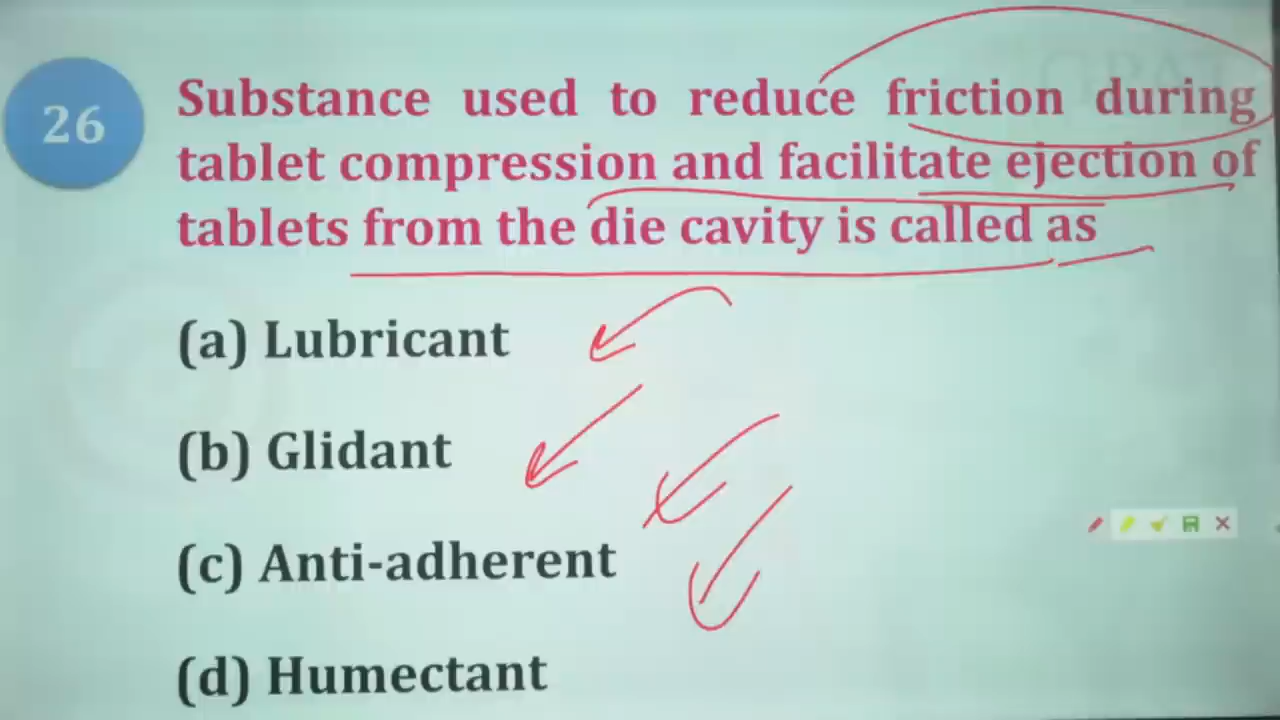 26
Substance used to reduce friction during
tablet compression and facilitate ejection of
tablets from the die cavity is called as
(a) Lubricant
(b) Glidant
(c) Anti-adherent
(d) Humectant